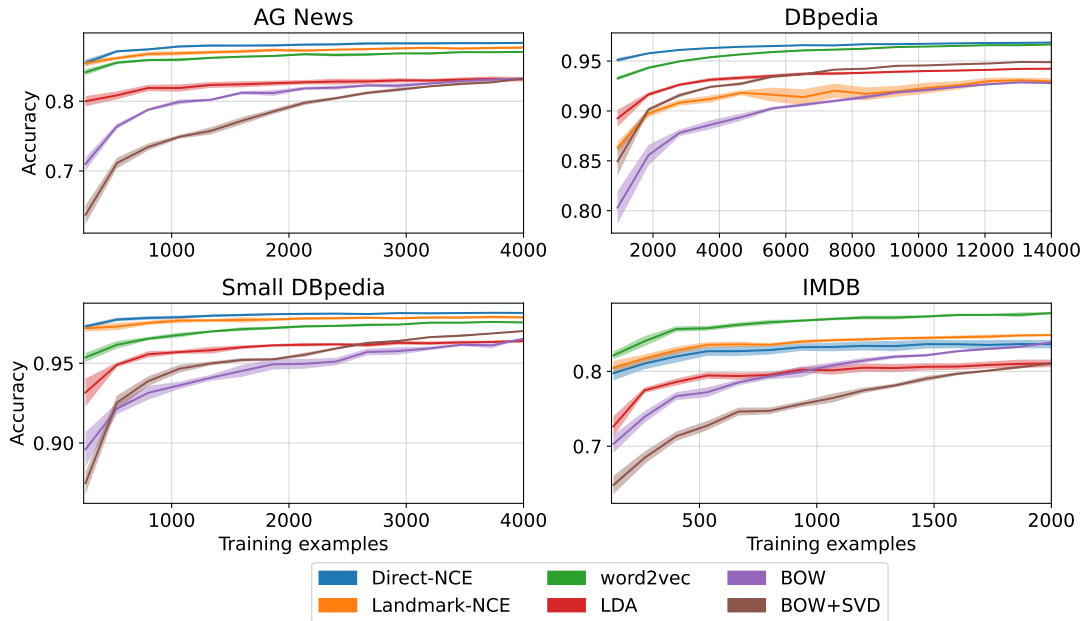 AG News
DBpedia
Accuracy
0.8
0.7
1000 2000 3000 4000
0.95
0.90
0.85
0.80
2000 4000 6000 8000 10000 12000 14000
Small DBpedia
IMDB
Accuracy
0.95
0.90
1000 2000 3000 4000
Training examples
0.8
0.7
500 1000 1500 2000
Training examples
Direct-NCE word2vec BOW
Landmark-NCE LDA BOW+SVD